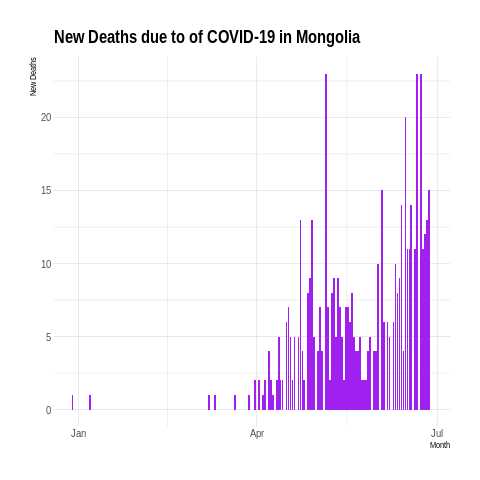 New Deaths due to of COVID-19 in Mongolia
New Deaths
20
15
10
5
0
Jan
Apr
Jul
Month